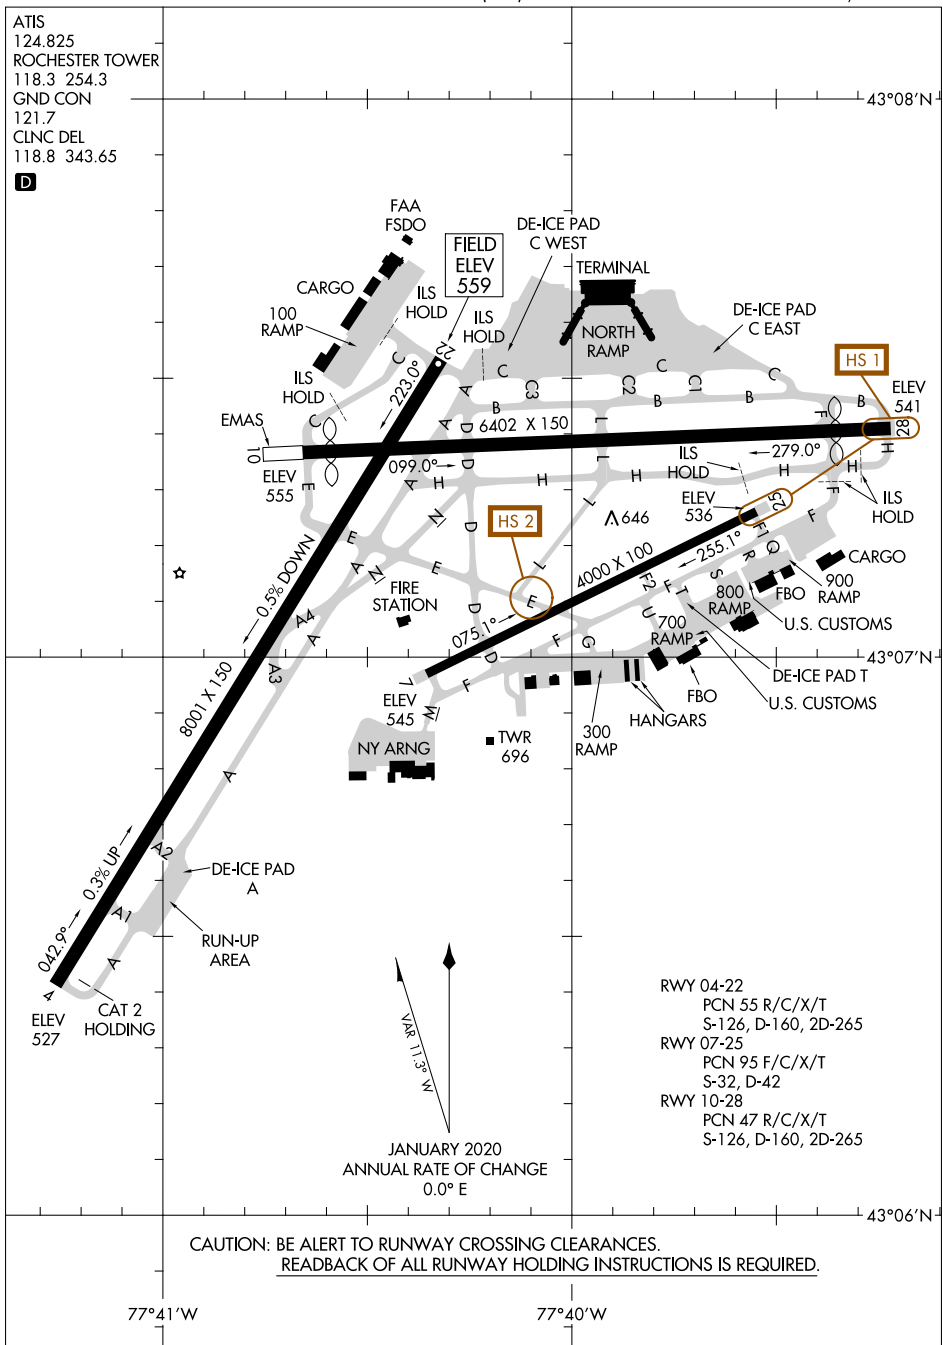 ATIS
124.825
ROCHESTER TOWER
118.3 254.3
GND CON
121.7
CLNC DEL
118.8 343.65
D
43°08'N
FAA
FSDO
FIELD
ELEV
559
DE-ICE PAD
C WEST
TERMINAL
CARGO
100
RAMP
ILS
HOLD
ILS
HOLD
NORTH
RAMP
DE-ICE PAD
C EAST
HS 1
ELEV
541
ILS
HOLD
22
C
C
C
C3
C2
C
C1
C
A
B
B
B
B
F
EMAS
C
223.0°
A
D
6402 X 150
L
28
10
ELEV
555
099.0°
D
L
279.0°
H
ILS
HOLD
H
H
H
H
H
F
ILS
HOLD
E
A
N
L
ELEV
536
25
HS 2
646
D
F1
F
0.5% DOWN
E
A
N
E
L
4000 X 100
255.1°
R
Q
CARGO
FIRE
STATION
E
F2
F
S
T
800
RAMP
FBO
900
RAMP
U.S. CUSTOMS
A4
A
D
075.1°
F
G
U
700
RAMP
43°07'N
A3
D
7
F
DE-ICE PAD T
U.S. CUSTOMS
FBO
8001 X 150
ELEV
545
M
HANGARS
300
RAMP
NY ARNG
TWR
696
A
A2
0.3% UP
DE-ICE PAD
A
A1
RUN-UP
AREA
042.9°
A
4
ELEV
527
CAT 2
HOLDING
VAR 11.3° W
JANUARY 2020
ANNUAL RATE OF CHANGE
0.0° E
RWY 04-22
PCN 55 R/C/X/T
S-126, D-160, 2D-265
RWY 07-25
PCN 95 F/C/X/T
S-32, D-42
RWY 10-28
PCN 47 R/C/X/T
S-126, D-160, 2D-265
43°06'N
CAUTION: BE ALERT TO RUNWAY CROSSING CLEARANCES.
READBACK OF ALL RUNWAY HOLDING INSTRUCTIONS IS REQUIRED.
77°41'W
77°40'W